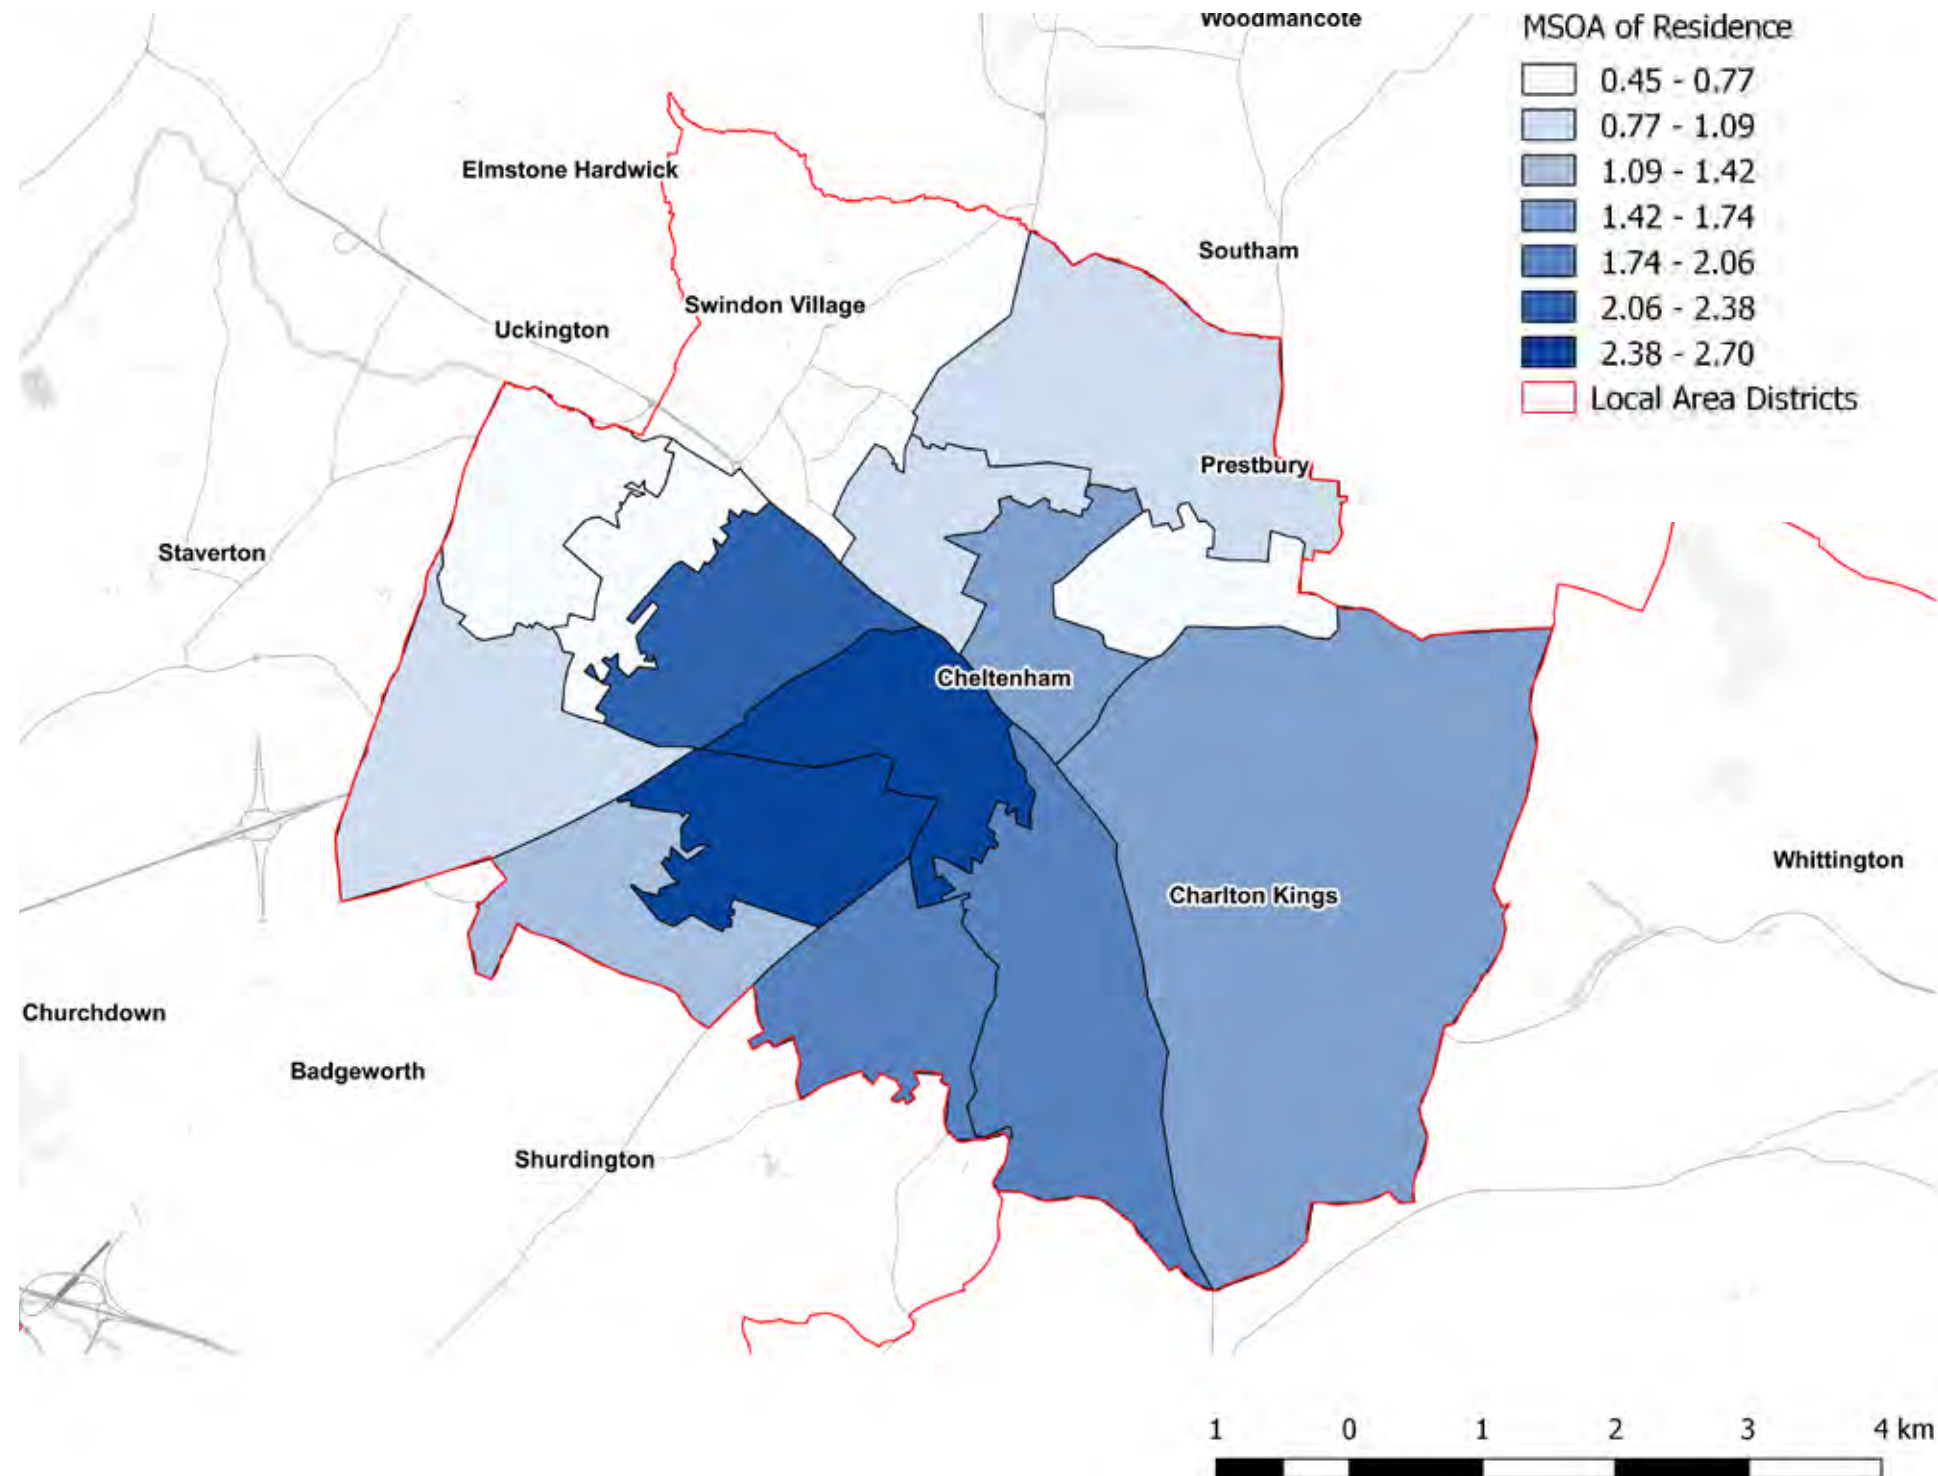 Woodmancote
MSOA of Residence
0.45 - 0.77
0.77 - 1.09
1.09 - 1.42
1.42 - 1.74
1.74 - 2.06
2.06 - 2.38
2.38 - 2.70
Local Area Districts
Elmstone Hardwick
Southam
Swindon Village
Uckington
Prestbury
Staverton
Cheltenham
Whittington
Charlton Kings
Churchdown
Badgeworth
Shurdington
1 0 1 2 3 4 km